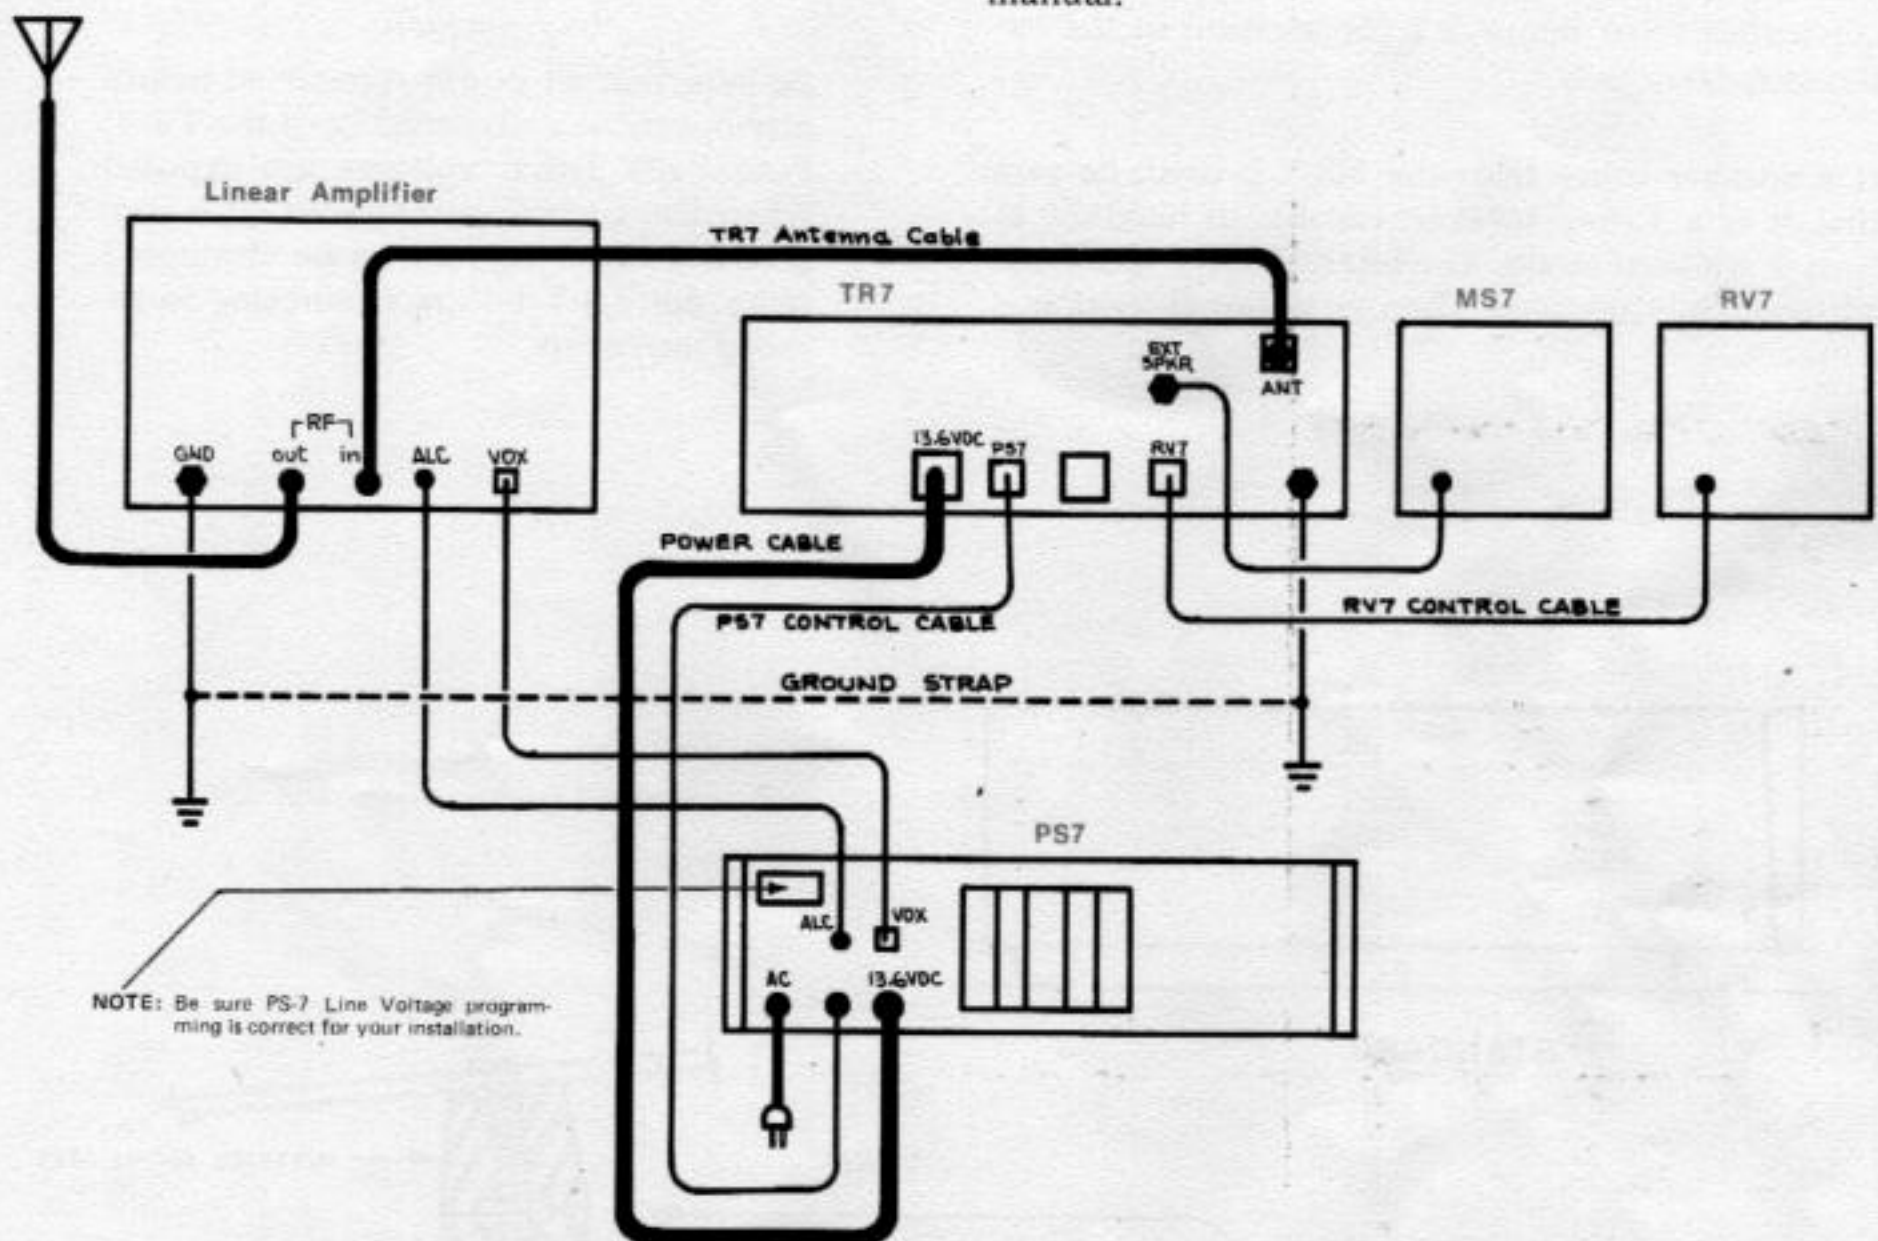 manual.
Linear Amplifier
TR7 Antenna Cable
TR7
MS7
RV7
EXT
SPKR
ANT
RF
GND
out
in
ALC
VOX
13.6VDC
PS7
RV7
POWER CABLE
PS7 CONTROL CABLE
RV7 CONTROL CABLE
GROUND STRAP
PS7
ALC
VOX
AC
13.6VDC
NOTE: Be sure PS-7 Line Voltage program-
ming is correct for your installation.